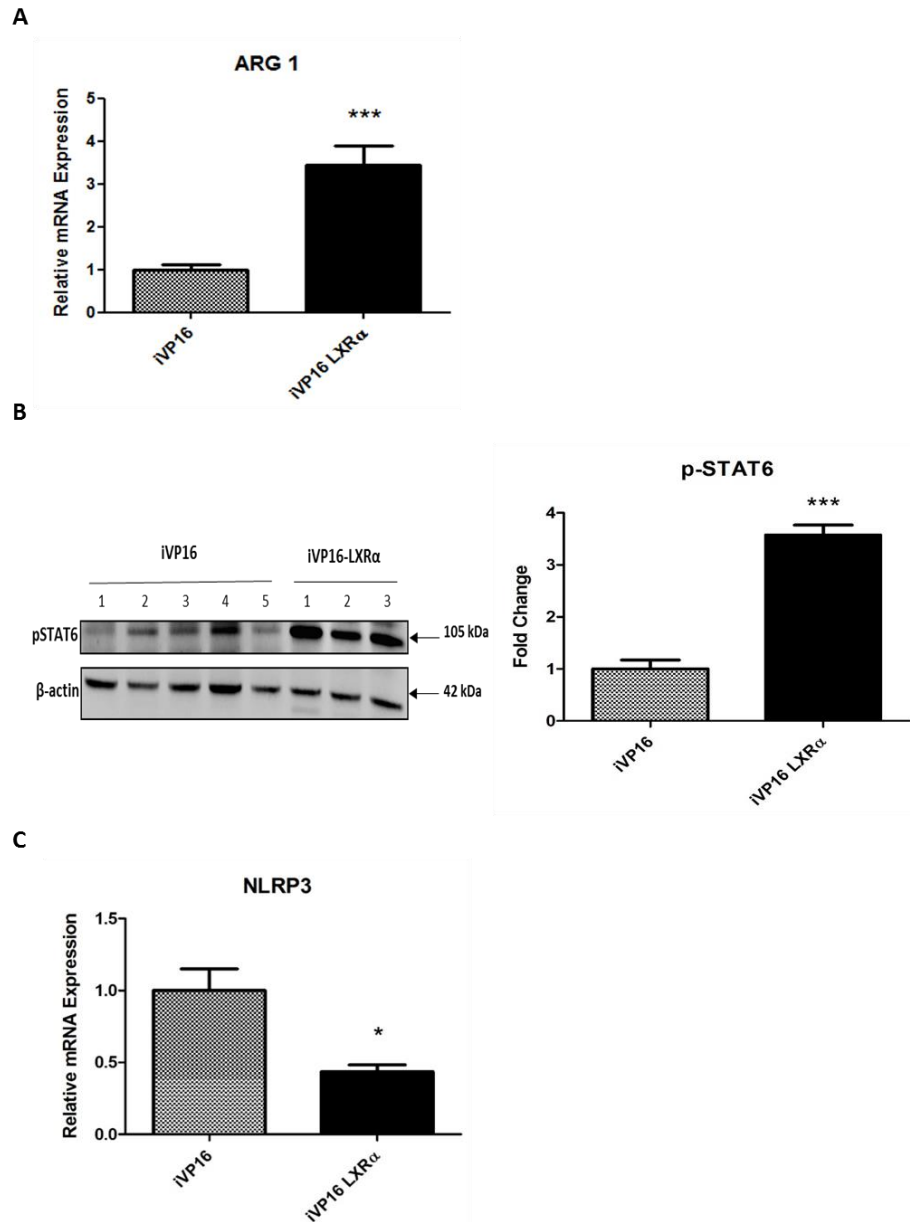 A
ARG 1
Relative mRNA Expression
5
4
3
2
1
0
***
iVP16
iVP16 LXRα
B
iVP16
iVP16-LXRα
1 2 3 4 5 1 2 3
pSTAT6
105 kDa
β-actin
42 kDa
p-STAT6
Fold Change
4
3
2
1
0
***
iVP16
iVP16 LXRα
C
NLRP3
Relative mRNA Expression
1.5
1.0
0.5
0.0
*
iVP16
iVP16 LXRα